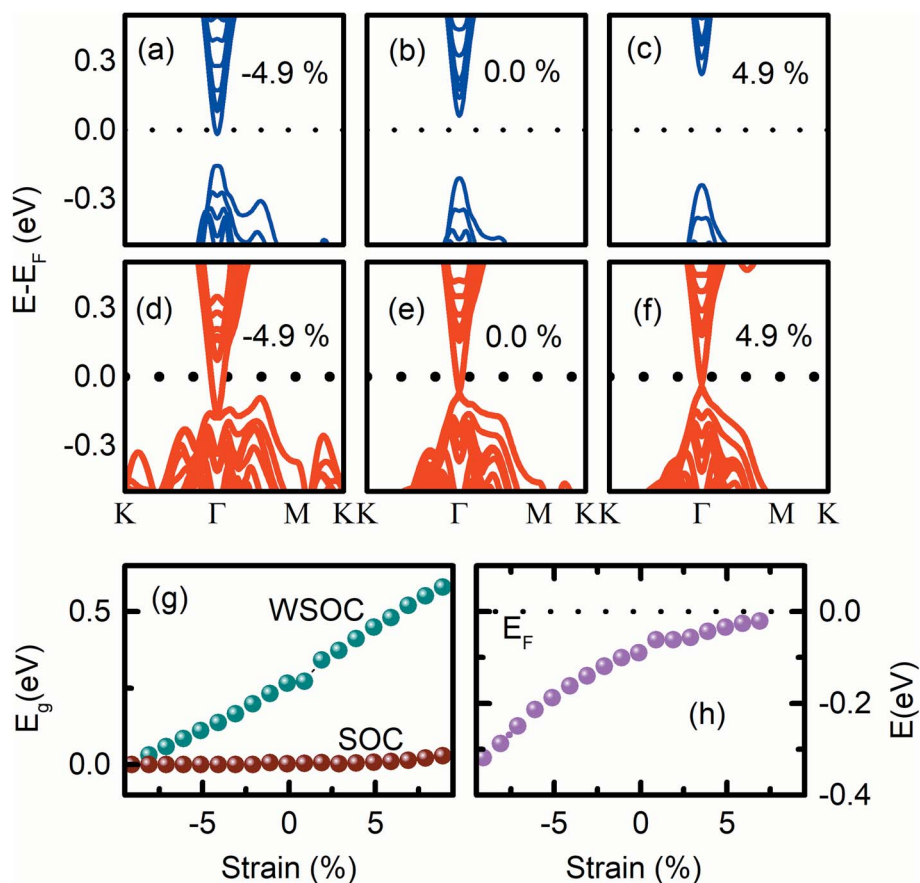 (a) -4.9 % (b) 0.0 % (c) 4.9 %
0.3
0.0
-0.3
E-E_F (eV)
(d) -4.9 % (e) 0.0 % (f) 4.9 %
0.3
0.0
-0.3
K Γ M K K Γ M K K Γ M K
(g) WSOC SOC
0.5
0.0
E_g(eV)
-5 0 5
Strain (%)
E_F (h)
0.0
-0.2
-0.4
E(eV)
-5 0 5
Strain (%)